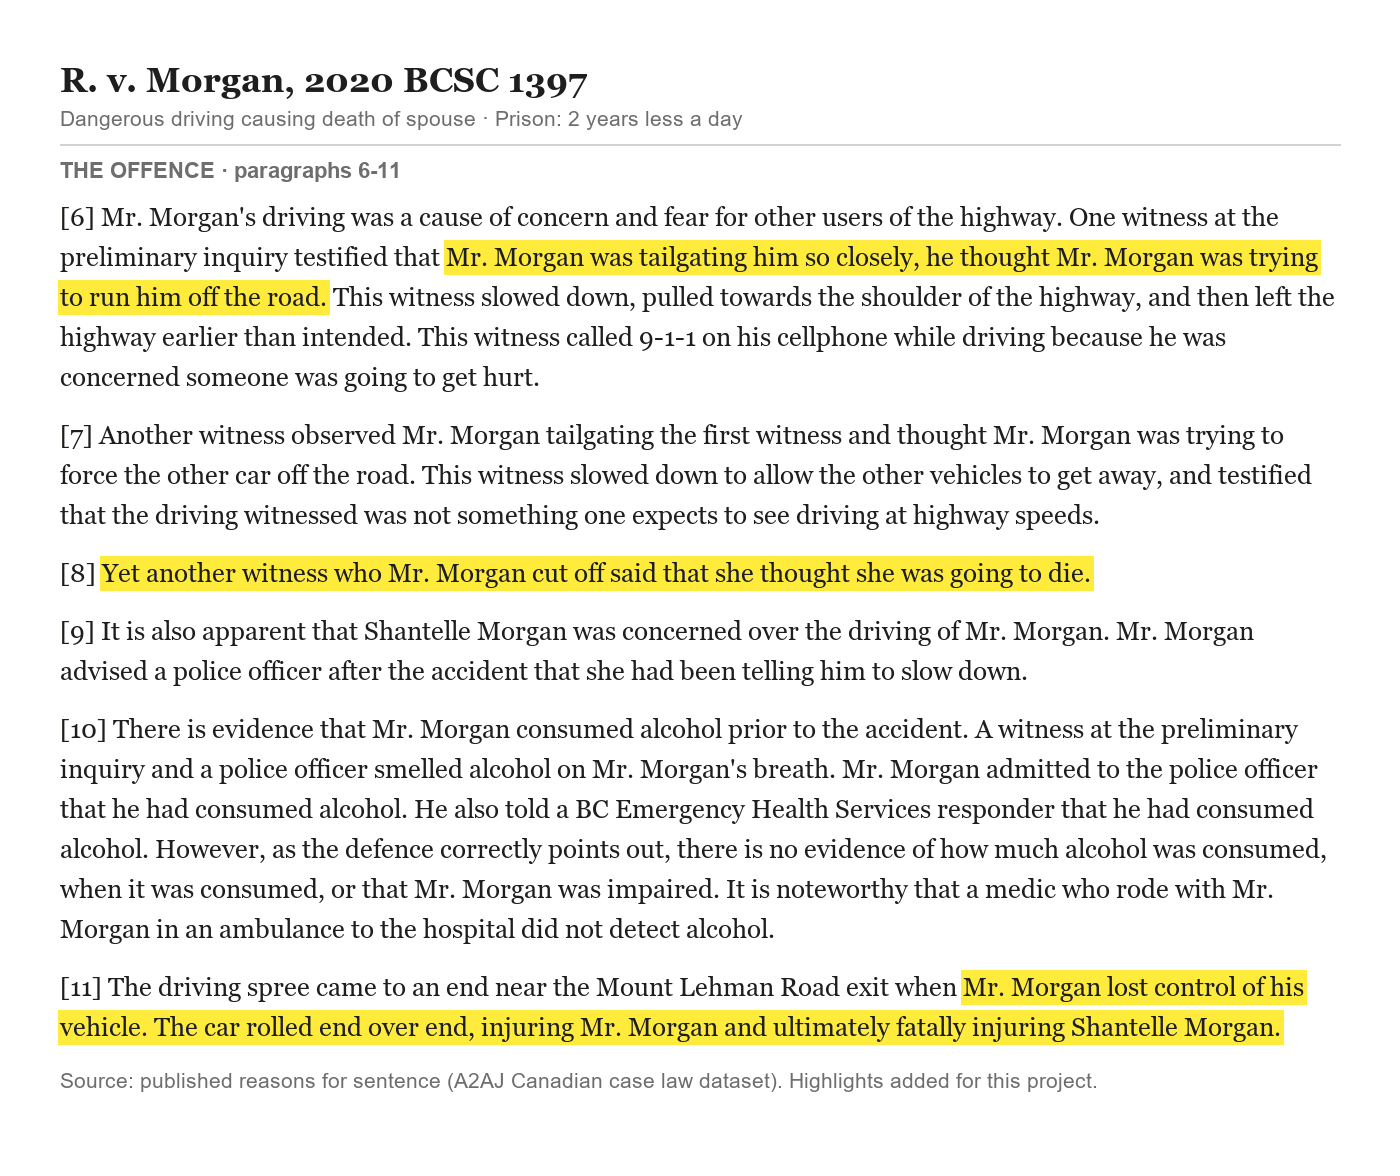 R. v. Morgan, 2020 BCSC 1397
Dangerous driving causing death of spouse · Prison: 2 years less a day
THE OFFENCE · paragraphs 6-11
[6] Mr. Morgan's driving was a cause of concern and fear for other users of the highway. One witness at the
preliminary inquiry testified that Mr. Morgan was tailgating him so closely, he thought Mr. Morgan was trying
to run him off the road. This witness slowed down, pulled towards the shoulder of the highway, and then left the
highway earlier than intended. This witness called 9-1-1 on his cellphone while driving because he was
concerned someone was going to get hurt.
[7] Another witness observed Mr. Morgan tailgating the first witness and thought Mr. Morgan was trying to
force the other car off the road. This witness slowed down to allow the other vehicles to get away, and testified
that the driving witnessed was not something one expects to see driving at highway speeds.
[8] Yet another witness who Mr. Morgan cut off said that she thought she was going to die.
[9] It is also apparent that Shantelle Morgan was concerned over the driving of Mr. Morgan. Mr. Morgan
advised a police officer after the accident that she had been telling him to slow down.
[10] There is evidence that Mr. Morgan consumed alcohol prior to the accident. A witness at the preliminary
inquiry and a police officer smelled alcohol on Mr. Morgan's breath. Mr. Morgan admitted to the police officer
that he had consumed alcohol. He also told a BC Emergency Health Services responder that he had consumed
alcohol. However, as the defence correctly points out, there is no evidence of how much alcohol was consumed,
when it was consumed, or that Mr. Morgan was impaired. It is noteworthy that a medic who rode with Mr.
Morgan in an ambulance to the hospital did not detect alcohol.
[11] The driving spree came to an end near the Mount Lehman Road exit when Mr. Morgan lost control of his
vehicle. The car rolled end over end, injuring Mr. Morgan and ultimately fatally injuring Shantelle Morgan.
Source: published reasons for sentence (A2AJ Canadian case law dataset). Highlights added for this project.